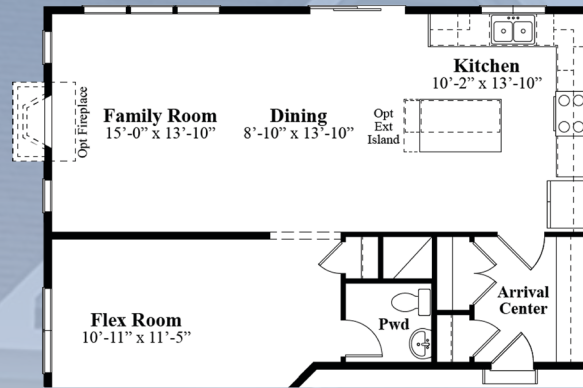 Kitchen
10'-2" x 13'-10"
Family Room
15'-0" x 13'-10"
Dining
8'-10" x 13'-10"
Opt
Ext
Island
Opt Fireplace
Flex Room
10'-11" x 11'-5"
Pwd
Arrival
Center